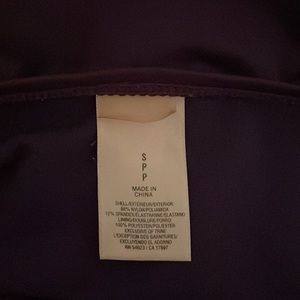 S
P
P
MADE IN
CHINA
SHELL/EXTERIEUR/EXTERIOR
88% NYLON/POLIAMIDA
12% SPANDEX/ELASTHANNE/ELASTANO
LINING/DOUBLURE/FORRO
100% POLYESTER/POLIESTER
EXCLUSIVE OF TRIM/
L'EXCEPTION DES GARNITURES/
EXCLUYENDO EL ADORNO
RN 54023 / CA 17897